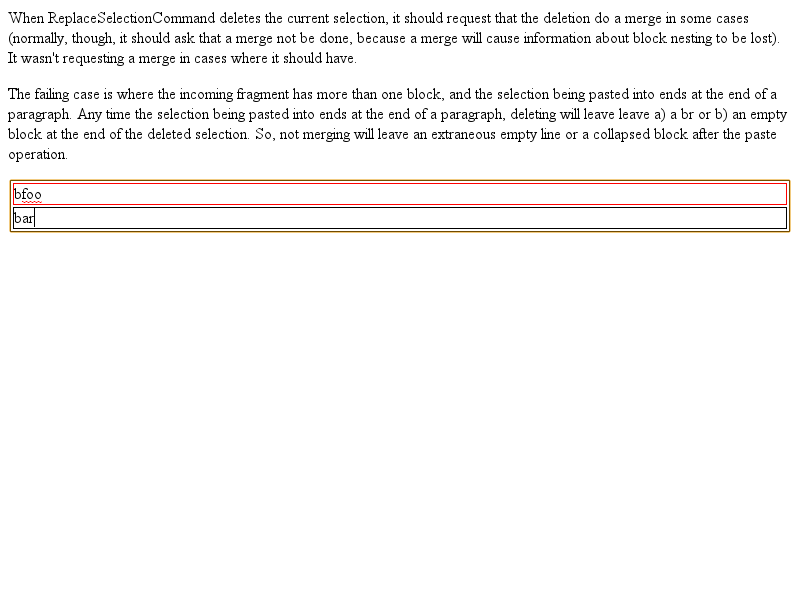 When ReplaceSelectionCommand deletes the current selection, it should request that the deletion do a merge in some cases
(normally, though, it should ask that a merge not be done, because a merge will cause information about block nesting to be lost).
It wasn't requesting a merge in cases where it should have.
The failing case is where the incoming fragment has more than one block, and the selection being pasted into ends at the end of a
paragraph. Any time the selection being pasted into ends at the end of a paragraph, deleting will leave leave a) a br or b) an empty
block at the end of the deleted selection. So, not merging will leave an extraneous empty line or a collapsed block after the paste
operation.
bfoo
bar